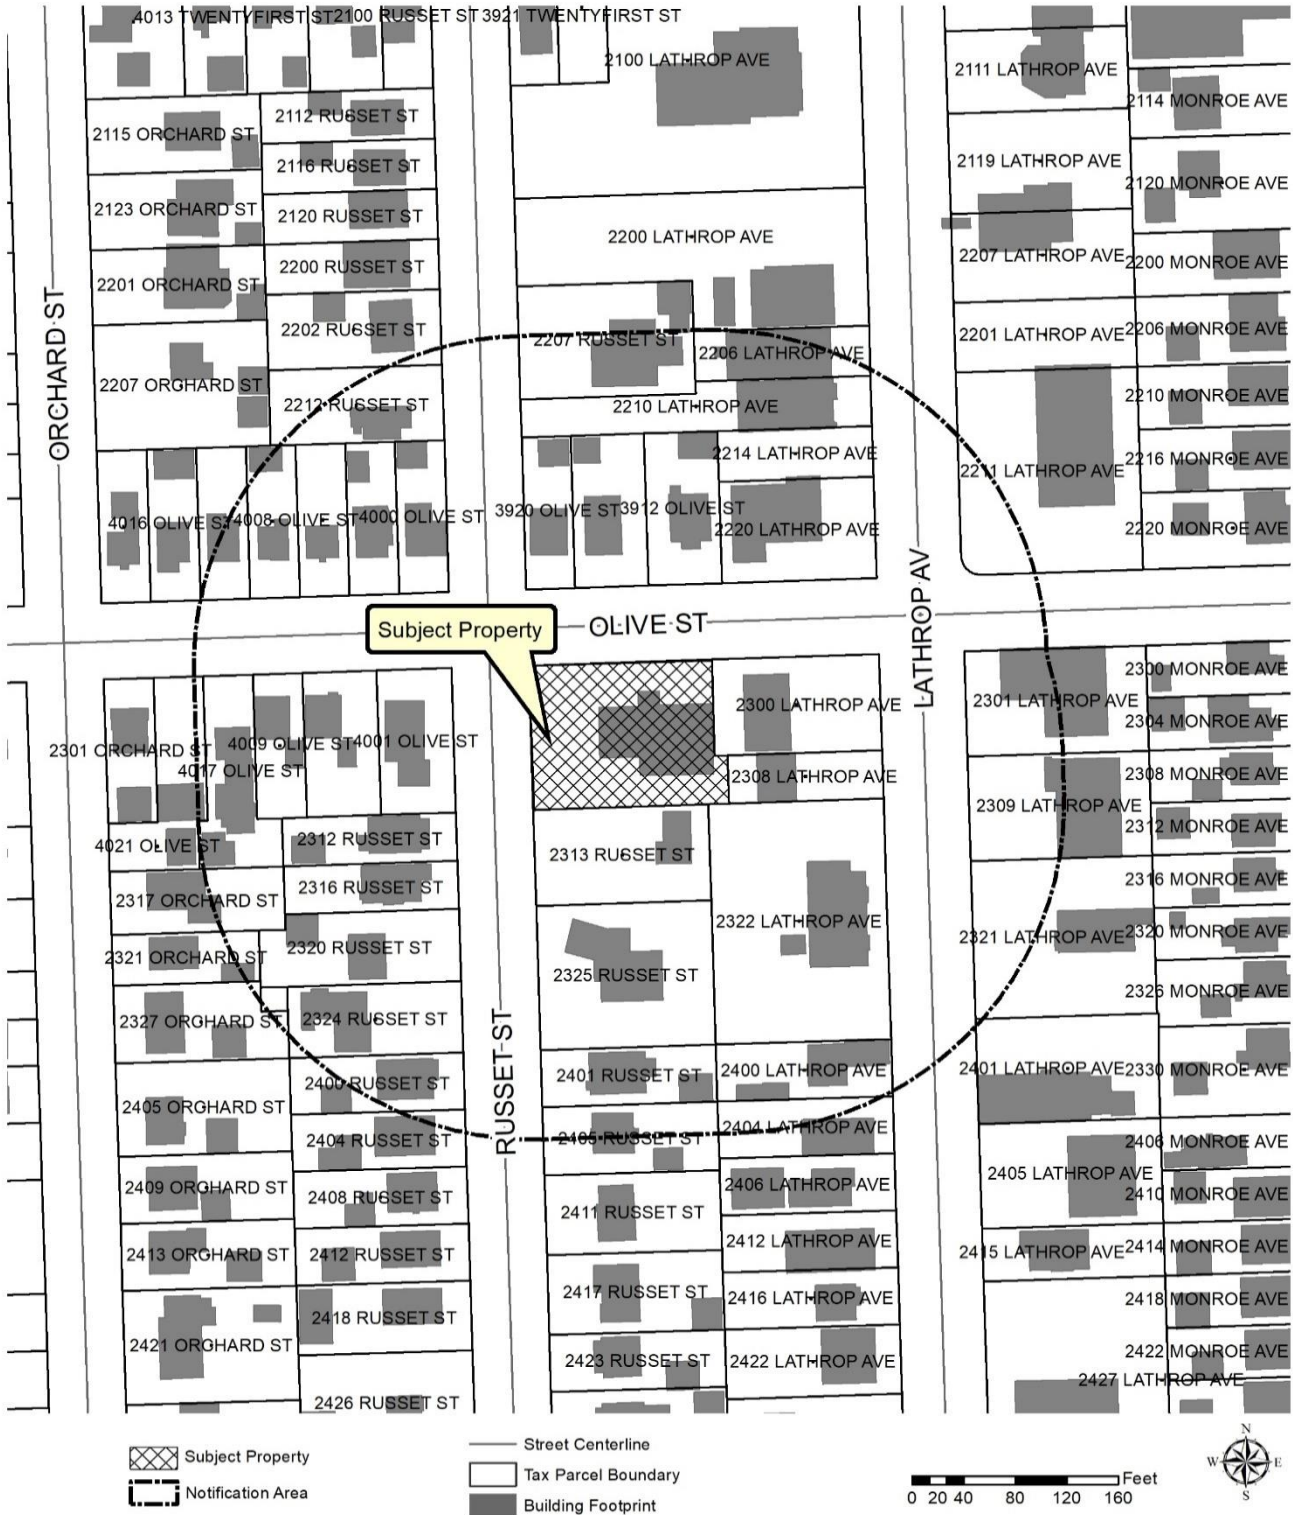 4013 TWENTYFIRST ST
2100 RUSSET ST
3921 TWENTYFIRST ST
2100 LATHROP AVE
2111 LATHROP AVE
2114 MONROE AVE
2112 RUSSET ST
2115 ORCHARD ST
2116 RUSSET ST
2119 LATHROP AVE
2120 MONROE AVE
2123 ORCHARD ST
2120 RUSSET ST
2200 LATHROP AVE
2207 LATHROP AVE
2200 MONROE AVE
2200 RUSSET ST
2201 ORCHARD ST
2202 RUSSET ST
2207 RUSSET ST
2206 LATHROP AVE
2201 LATHROP AVE
2206 MONROE AVE
ORCHARD ST
2207 ORCHARD ST
2212 RUSSET ST
2210 LATHROP AVE
2210 MONROE AVE
2214 LATHROP AVE
2211 LATHROP AVE
2216 MONROE AVE
4016 OLIVE ST
4008 OLIVE ST
4000 OLIVE ST
3920 OLIVE ST
3912 OLIVE ST
2220 LATHROP AVE
2220 MONROE AVE
Subject Property
OLIVE ST
LATHROP AV
2300 LATHROP AVE
2301 LATHROP AVE
2300 MONROE AVE
2304 MONROE AVE
2301 ORCHARD ST
4009 OLIVE ST
4001 OLIVE ST
4017 OLIVE ST
2308 LATHROP AVE
2308 MONROE AVE
2309 LATHROP AVE
2312 MONROE AVE
4021 OLIVE ST
2312 RUSSET ST
2313 RUSSET ST
2316 MONROE AVE
2317 ORCHARD ST
2316 RUSSET ST
2322 LATHROP AVE
2321 LATHROP AVE
2320 MONROE AVE
2321 ORCHARD ST
2320 RUSSET ST
2325 RUSSET ST
2326 MONROE AVE
2327 ORCHARD ST
2324 RUSSET ST
RUSSET ST
2400 RUSSET ST
2401 RUSSET ST
2400 LATHROP AVE
2401 LATHROP AVE
2330 MONROE AVE
2405 ORCHARD ST
2404 RUSSET ST
2405 RUSSET ST
2404 LATHROP AVE
2406 MONROE AVE
2405 LATHROP AVE
2409 ORCHARD ST
2408 RUSSET ST
2406 LATHROP AVE
2410 MONROE AVE
2411 RUSSET ST
2412 LATHROP AVE
2413 ORCHARD ST
2412 RUSSET ST
2415 LATHROP AVE
2414 MONROE AVE
2417 RUSSET ST
2416 LATHROP AVE
2418 MONROE AVE
2418 RUSSET ST
2421 ORCHARD ST
2423 RUSSET ST
2422 LATHROP AVE
2422 MONROE AVE
2427 LATHROP AVE
2426 RUSSET ST
Subject Property
Notification Area
Street Centerline
Tax Parcel Boundary
Building Footprint
Feet
0 20 40 80 120 160
N
W E
S